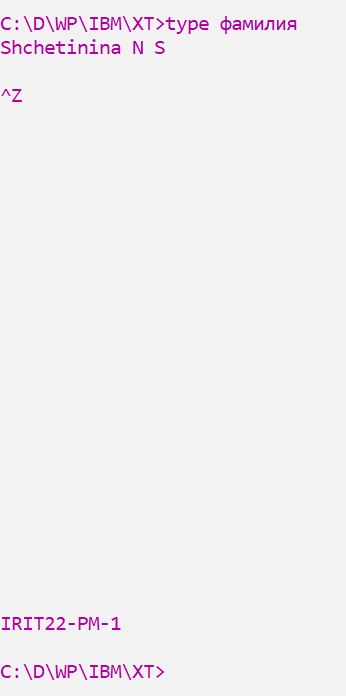 C:\D\WP\IBM\XT>type фамилия
Shchetinina N S
^Z
IRIT22-PM-1
C:\D\WP\IBM\XT>